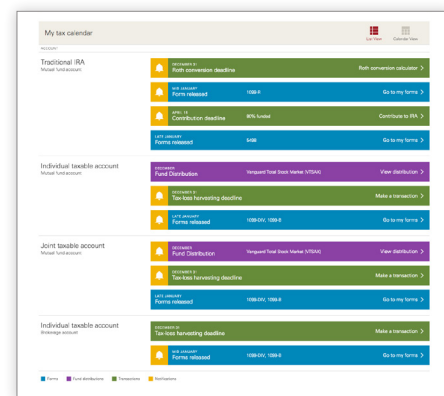 My tax calendar
List View
Calendar View
ACCOUNT
Traditional IRA
Mutual fund account
DECEMBER 31
Roth conversion deadline
Roth conversion calculator >
MID JANUARY
Form released
1099-R
Go to my forms >
APRIL 15
Contribution deadline
80% funded
Contribute to IRA >
LATE JANUARY
Forms released
5498
Go to my forms >
Individual taxable account
Mutual fund account
DECEMBER
Fund Distribution
Vanguard Total Stock Market (VTSAX)
View distribution >
DECEMBER 31
Tax-loss harvesting deadline
Make a transaction >
LATE JANUARY
Forms released
1099-DIV, 1099-B
Go to my forms >
Joint taxable account
Mutual fund account
DECEMBER
Fund Distribution
Vanguard Total Stock Market (VTSAX)
View distribution >
DECEMBER 31
Tax-loss harvesting deadline
Make a transaction >
LATE JANUARY
Forms released
1099-DIV, 1099-B
Go to my forms >
Individual taxable account
Brokerage account
DECEMBER 31
Tax-loss harvesting deadline
Make a transaction >
MID JANUARY
Forms released
1099-DIV, 1099-B
Go to my forms >
Forms
Fund distributions
Transactions
Notifications